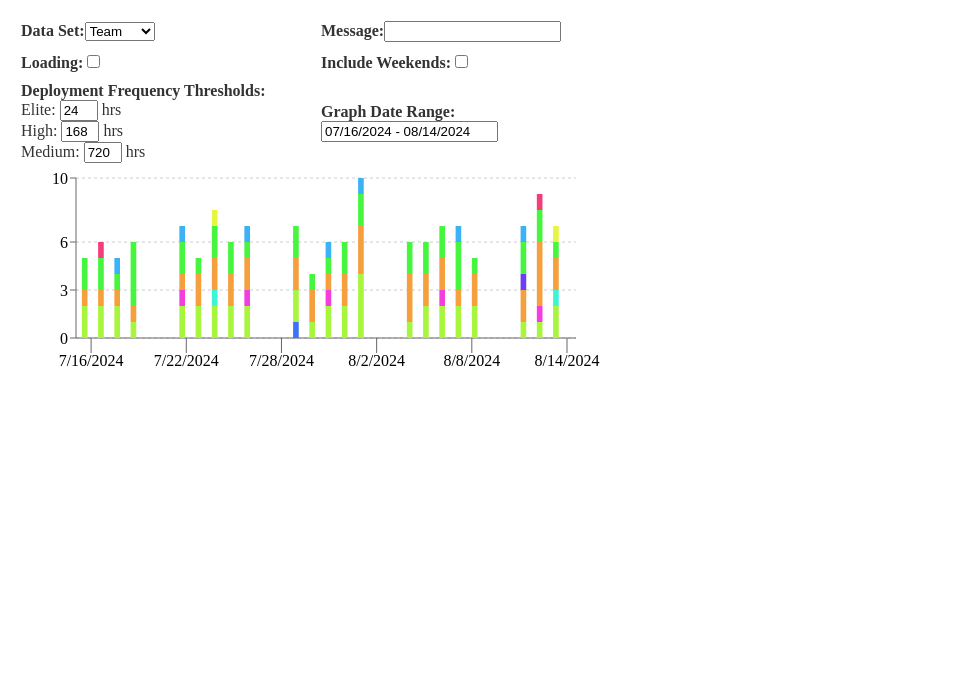 Data Set: Team
Message:
Loading:
Include Weekends:
Deployment Frequency Thresholds:
Elite: 24 hrs
High: 168 hrs
Medium: 720 hrs
Graph Date Range:
07/16/2024 - 08/14/2024
10
6
3
0
7/16/2024 7/22/2024 7/28/2024 8/2/2024 8/8/2024 8/14/2024